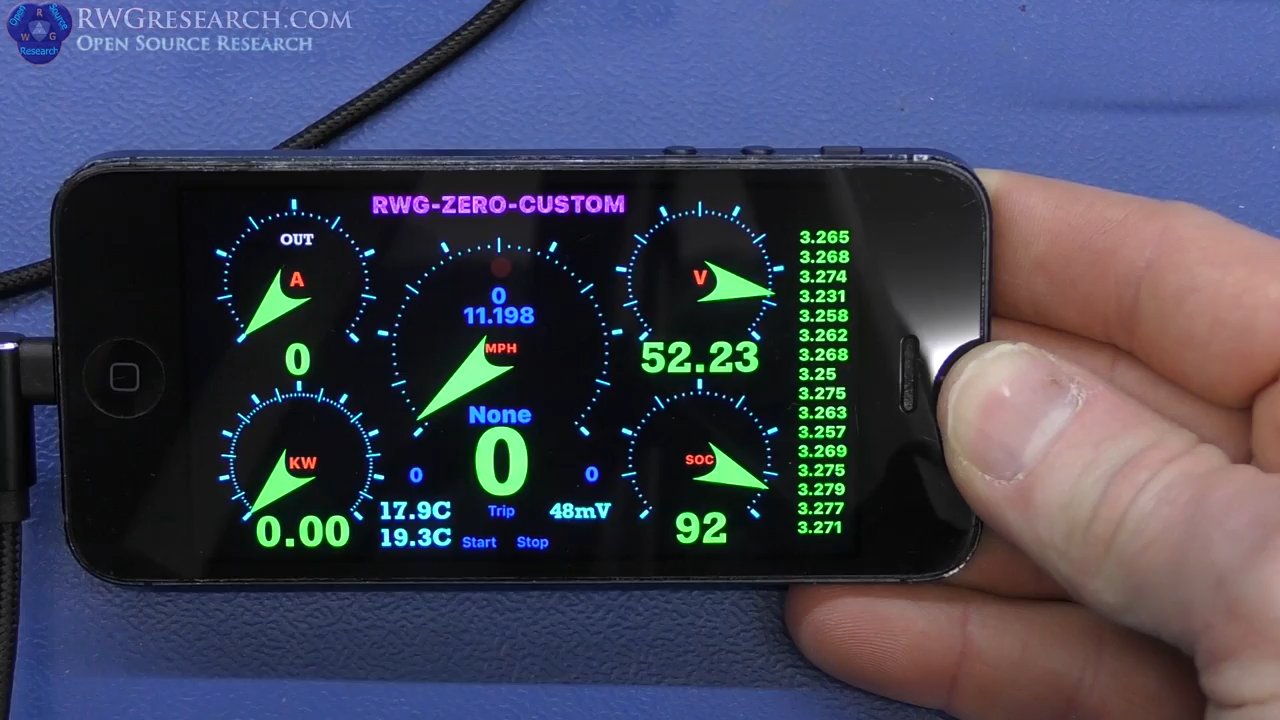 Open Source
R
W G
Research
RWGRESEARCH.COM
OPEN SOURCE RESEARCH
RWG-ZERO-CUSTOM
OUT
A
0
KW
0.00
0
11.198
MPH
None
0
0
0
17.9C
19.3C
Trip
48mV
Start Stop
V
52.23
SOC
92
3.265
3.268
3.274
3.231
3.258
3.262
3.268
3.25
3.275
3.263
3.257
3.269
3.275
3.279
3.277
3.271